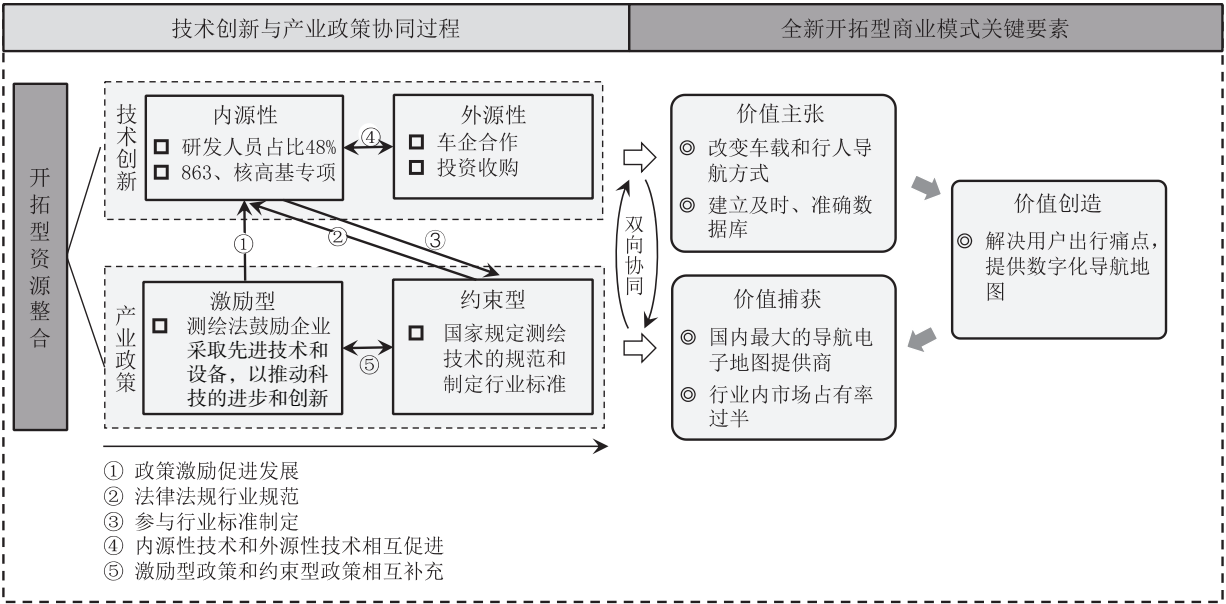 技术创新与产业政策协同过程
全新开拓型商业模式关键要素
开拓型资源整合
技术创新
内源性
研发人员占比48%
863、核高基专项
④
外源性
车企合作
投资收购
①
②
③
产业政策
激励型
测绘法鼓励企业
采取先进技术和
设备，以推动科
技的进步和创新
⑤
约束型
国家规定测绘
技术的规范和
制定行业标准
双向协同
价值主张
改变车载和行人导
航方式
建立及时、准确数
据库
价值捕获
国内最大的导航电
子地图提供商
行业内市场占有率
过半
价值创造
解决用户出行痛点，
提供数字化导航地
图
① 政策激励促进发展
② 法律法规行业规范
③ 参与行业标准制定
④ 内源性技术和外源性技术相互促进
⑤ 激励型政策和约束型政策相互补充